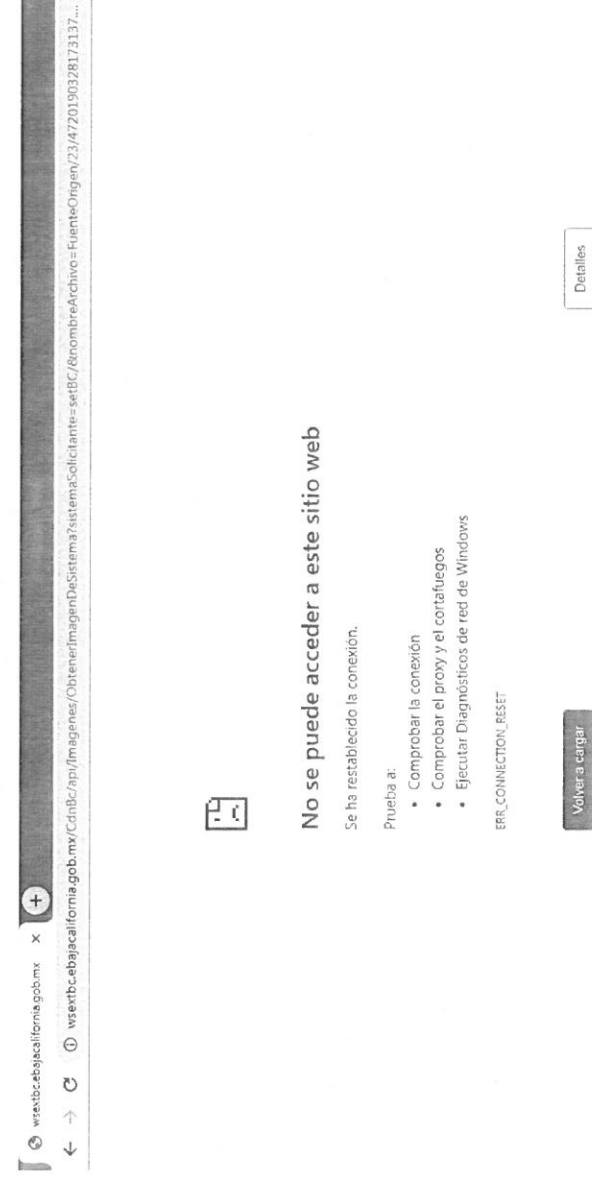 wsextbc.ebajacalifornia.gob.mx
wsextbc.ebajacalifornia.gob.mx/CdnBc/api/Imagenes/ObtenerImagenDeSistema?sistemaSolicitante=setBC/&nombreArchivo=FuenteOrigen/23/4720190328173137...
No se puede acceder a este sitio web
Se ha restablecido la conexión.
Prueba a:
• Comprobar la conexión
• Comprobar el proxy y el cortafuegos
• Ejecutar Diagnósticos de red de Windows
ERR_CONNECTION_RESET
Volver a cargar
Detalles